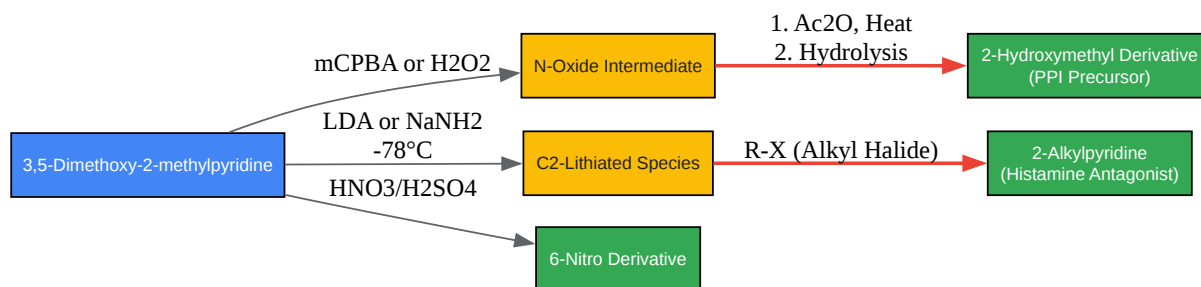 1. Ac2O, Heat
2. Hydrolysis
mCPBA or H2O2
N-Oxide Intermediate
2-Hydroxymethyl Derivative
(PPI Precursor)
LDA or NaNH2
-78°C
3,5-Dimethoxy-2-methylpyridine
C2-Lithiated Species
R-X (Alkyl Halide)
2-Alkylpyridine
(Histamine Antagonist)
HNO3/H2SO4
6-Nitro Derivative